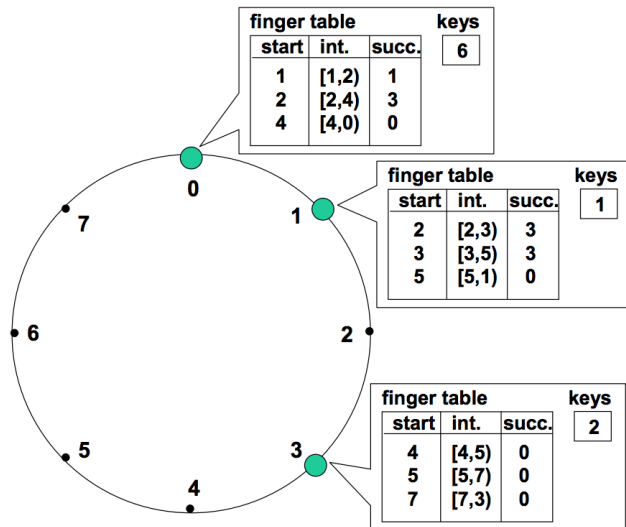 finger table keys
start int. succ. 6
1 [1,2) 1
2 [2,4) 3
4 [4,0) 0
0
finger table keys
start int. succ. 1
2 [2,3) 3
3 [3,5) 3
5 [5,1) 0
1
7
6
2
finger table keys
start int. succ. 2
4 [4,5) 0
5 [5,7) 0
7 [7,3) 0
3
5
4